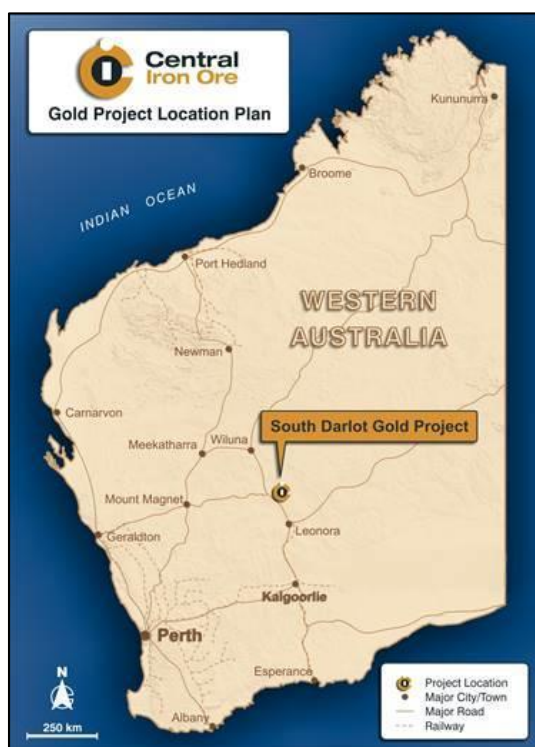 Central
Iron Ore
Gold Project Location Plan
Kununurra
Broome
INDIAN OCEAN
Port Hedland
WESTERN
AUSTRALIA
Newman
Carnarvon
South Darlot Gold Project
Meekatharra
Wiluna
Mount Magnet
Leonora
Geraldton
Kalgoorlie
Perth
Esperance
Albany
N
250 km
Project Location
Major City/Town
Major Road
Railway